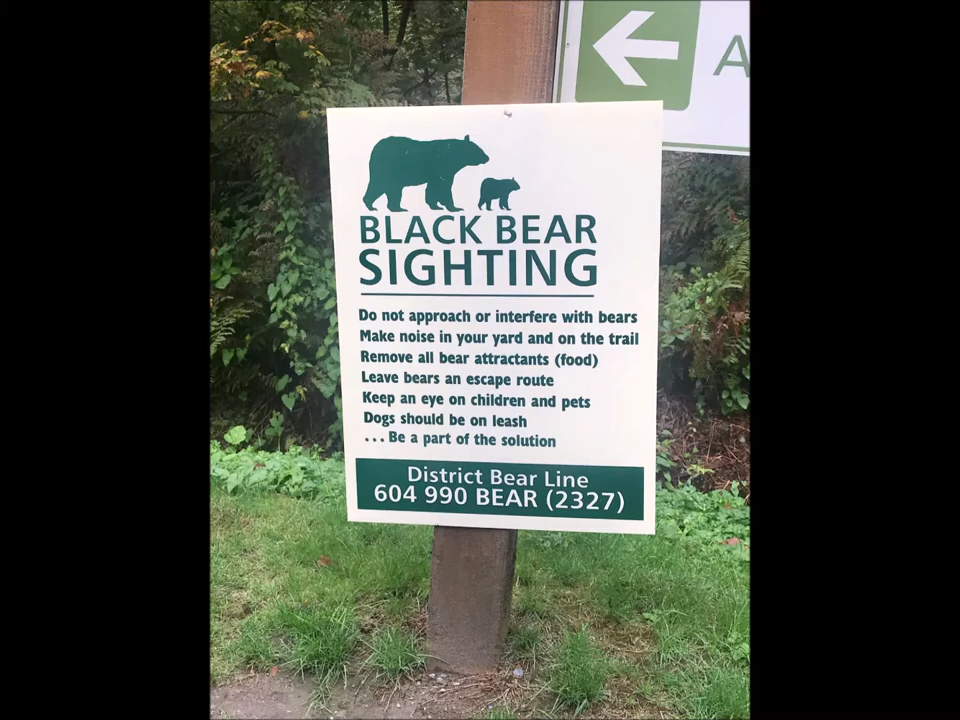 A
BLACK BEAR
SIGHTING
Do not approach or interfere with bears
Make noise in your yard and on the trail
Remove all bear attractants (food)
Leave bears an escape route
Keep an eye on children and pets
Dogs should be on leash
...Be a part of the solution
District Bear Line
604 990 BEAR (2327)